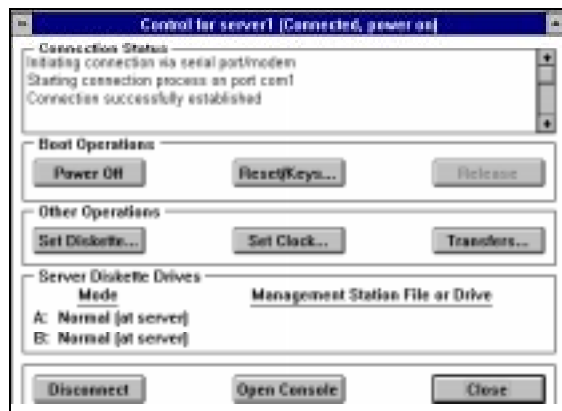 Control for server1 (Connected, power on)
Connection Status
Initiating connection via serial port/modem
Starting connection process on port com1
Connection successfully established
Boot Operations
Power Off Reset/Keys... Release
Other Operations
Set Diskette... Set Clock... Transfers...
Server Diskette Drives
Mode Management Station File or Drive
A: Normal (at server)
B: Normal (at server)
Disconnect Open Console Close